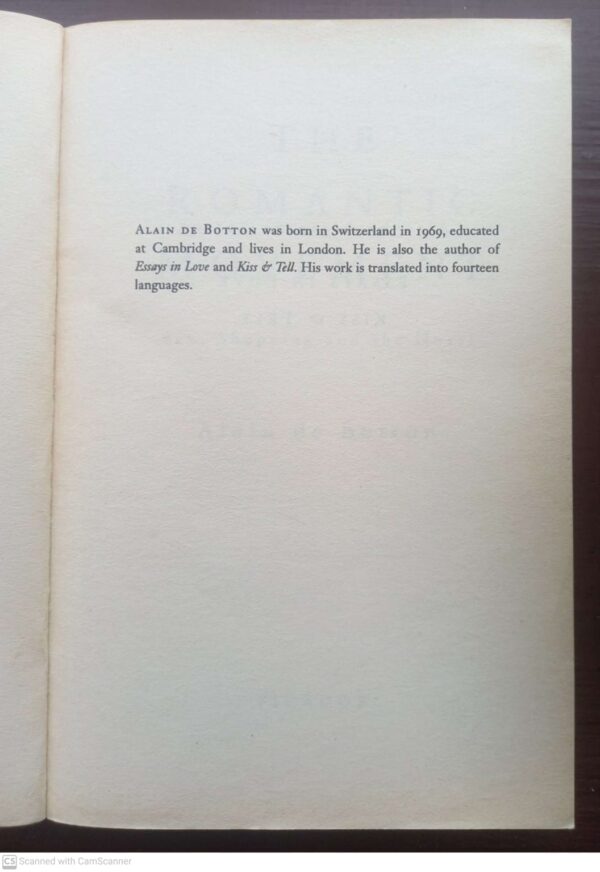 ALAIN DE BOTTON was born in Switzerland in 1969, educated
at Cambridge and lives in London. He is also the author of
Essays in Love and Kiss & Tell. His work is translated into fourteen
languages.
CS Scanned with CamScanner